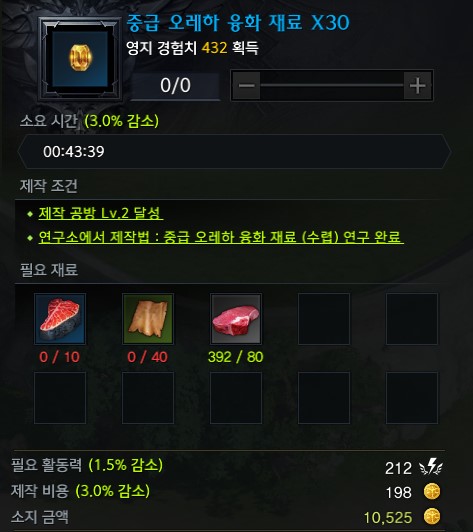 중급 오레하 융화 재료 X30
영지 경험치 432 획득
0/0
소요 시간 (3.0% 감소)
00:43:39
제작 조건
제작 공방 Lv.2 달성
연구소에서 제작법 : 중급 오레하 융화 재료 (수렵) 연구 완료
필요 재료
0 / 10 0 / 40 392 / 80
필요 활동력 (1.5% 감소) 212
제작 비용 (3.0% 감소) 198
소지 금액 10,525